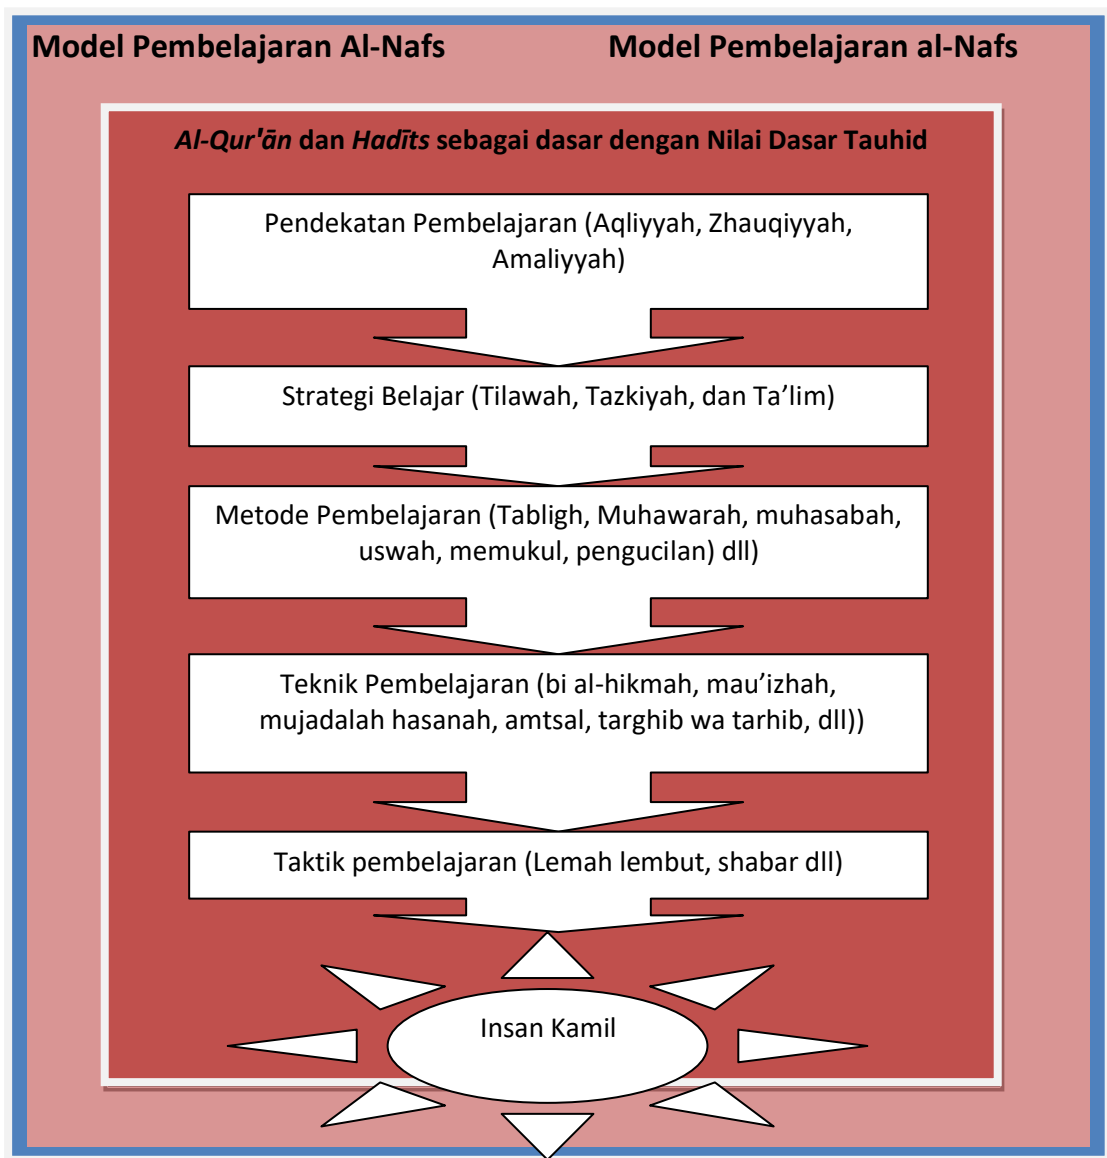 Model Pembelajaran Al-Nafs
Model Pembelajaran al-Nafs
Al-Qur'ān dan Hadīts sebagai dasar dengan Nilai Dasar Tauhid
Pendekatan Pembelajaran (Aqliyyah, Zhauqiyyah,
Amaliyyah)
Strategi Belajar (Tilawah, Tazkiyah, dan Ta’lim)
Metode Pembelajaran (Tabligh, Muhawarah, muhasabah,
uswah, memukul, pengucilan) dll)
Teknik Pembelajaran (bi al-hikmah, mau’izhah,
mujadalah hasanah, amtsal, targhib wa tarhib, dll))
Taktik pembelajaran (Lemah lembut, shabar dll)
Insan Kamil